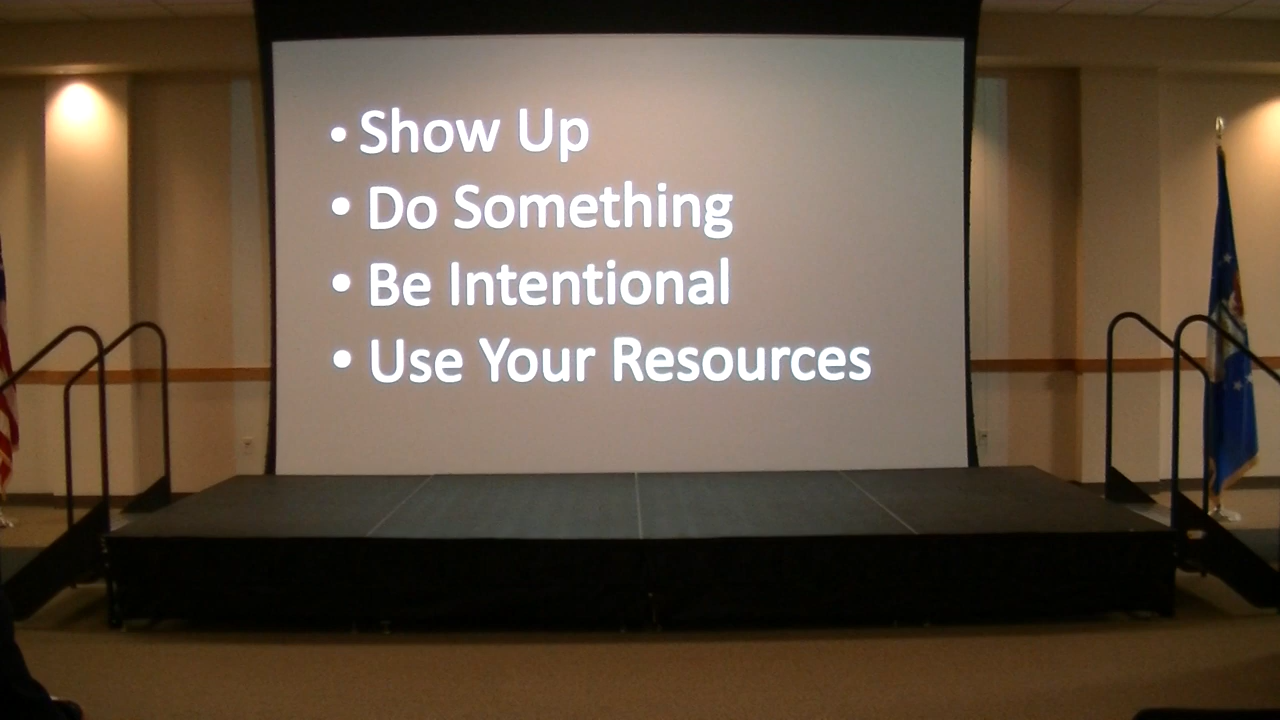 • Show Up
• Do Something
• Be Intentional
• Use Your Resources